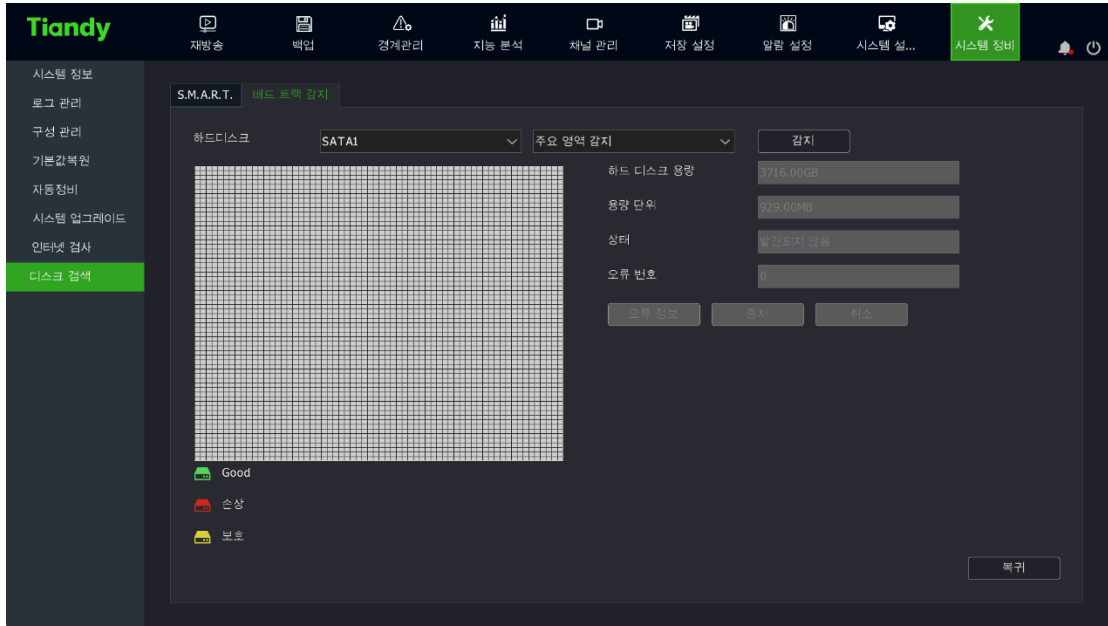 Tiandy
재방송 백업 경계관리 지능 분석 채널 관리 저장 설정 알람 설정 시스템 설... 시스템 정비
시스템 정보
로그 관리
구성 관리
기본값복원
자동정비
시스템 업그레이드
인터넷 검사
디스크 검색
S.M.A.R.T. 배드 트랙 감지
하드디스크 SATA1 주요 영역 감지 감지
하드 디스크 용량 3716.00GB
용량 단위 929.00MB
상태 발견되지 않음
오류 번호 0
오류 정보 중지 취소
Good
손상
보호
복귀